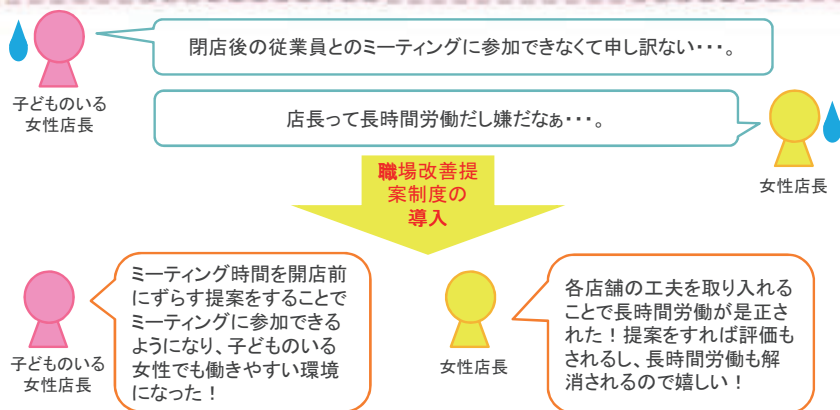 閉店後の従業員とのミーティングに参加できなくて申し訳ない・・・。
子どものいる
女性店長
店長って長時間労働だし嫌だなぁ・・・。
女性店長
職場改善提
案制度の
導入
ミーティング時間を開店前
にずらす提案をすることで
ミーティングに参加できる
ようになり、子どものいる
女性でも働きやすい環境
になった！
子どものいる
女性店長
各店舗の工夫を取り入れる
ことで長時間労働が是正さ
れた！提案をすれば評価も
されるし、長時間労働も解
消されるので嬉しい！
女性店長